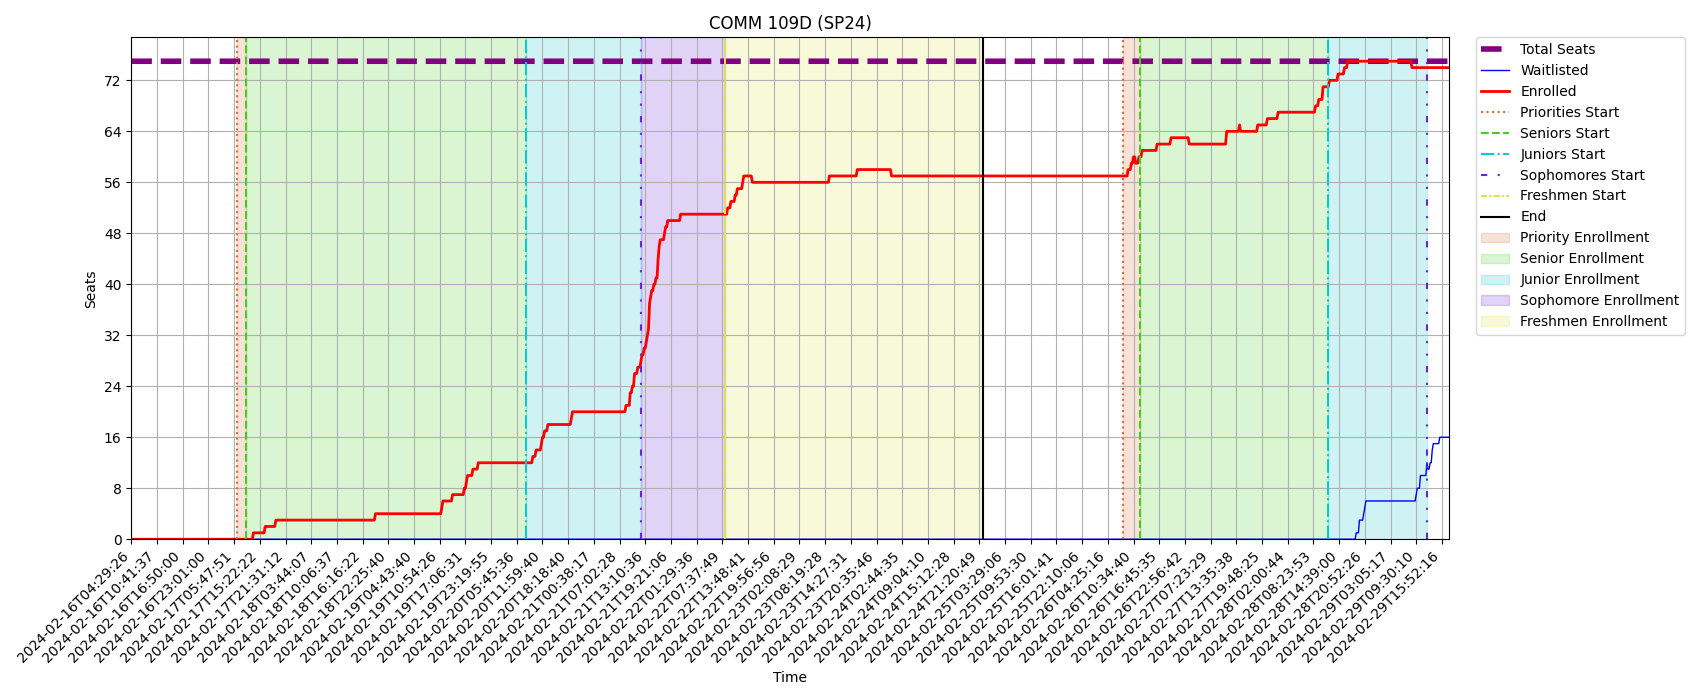 COMM 109D (SP24)
Total Seats
Waitlisted
Enrolled
Priorities Start
Seniors Start
Juniors Start
Sophomores Start
Freshmen Start
End
Priority Enrollment
Senior Enrollment
Junior Enrollment
Sophomore Enrollment
Freshmen Enrollment
Seats
72
64
56
48
40
32
24
16
8
0
2024-02-16T04:29:26
2024-02-16T10:41:37
2024-02-16T16:50:00
2024-02-16T23:01:00
2024-02-17T05:47:51
2024-02-17T15:22:22
2024-02-17T21:31:12
2024-02-18T03:44:07
2024-02-18T10:06:37
2024-02-18T16:16:22
2024-02-18T22:25:40
2024-02-19T04:43:40
2024-02-19T10:54:26
2024-02-19T17:06:31
2024-02-19T23:19:55
2024-02-20T05:45:36
2024-02-20T11:59:40
2024-02-20T18:18:40
2024-02-21T00:38:17
2024-02-21T07:02:28
2024-02-21T13:10:36
2024-02-21T19:21:06
2024-02-22T01:29:36
2024-02-22T07:37:49
2024-02-22T13:48:41
2024-02-22T19:56:56
2024-02-23T02:08:29
2024-02-23T08:19:28
2024-02-23T14:27:31
2024-02-23T20:35:46
2024-02-24T02:44:35
2024-02-24T09:04:10
2024-02-24T15:12:28
2024-02-24T21:20:49
2024-02-25T03:29:06
2024-02-25T09:53:30
2024-02-25T16:01:41
2024-02-25T22:10:06
2024-02-26T04:25:16
2024-02-26T10:34:40
2024-02-26T16:45:35
2024-02-26T22:56:42
2024-02-27T07:23:29
2024-02-27T13:35:38
2024-02-27T19:48:25
2024-02-28T02:00:44
2024-02-28T08:23:53
2024-02-28T14:39:00
2024-02-28T20:52:26
2024-02-29T03:05:17
2024-02-29T09:30:10
2024-02-29T15:52:16
Time